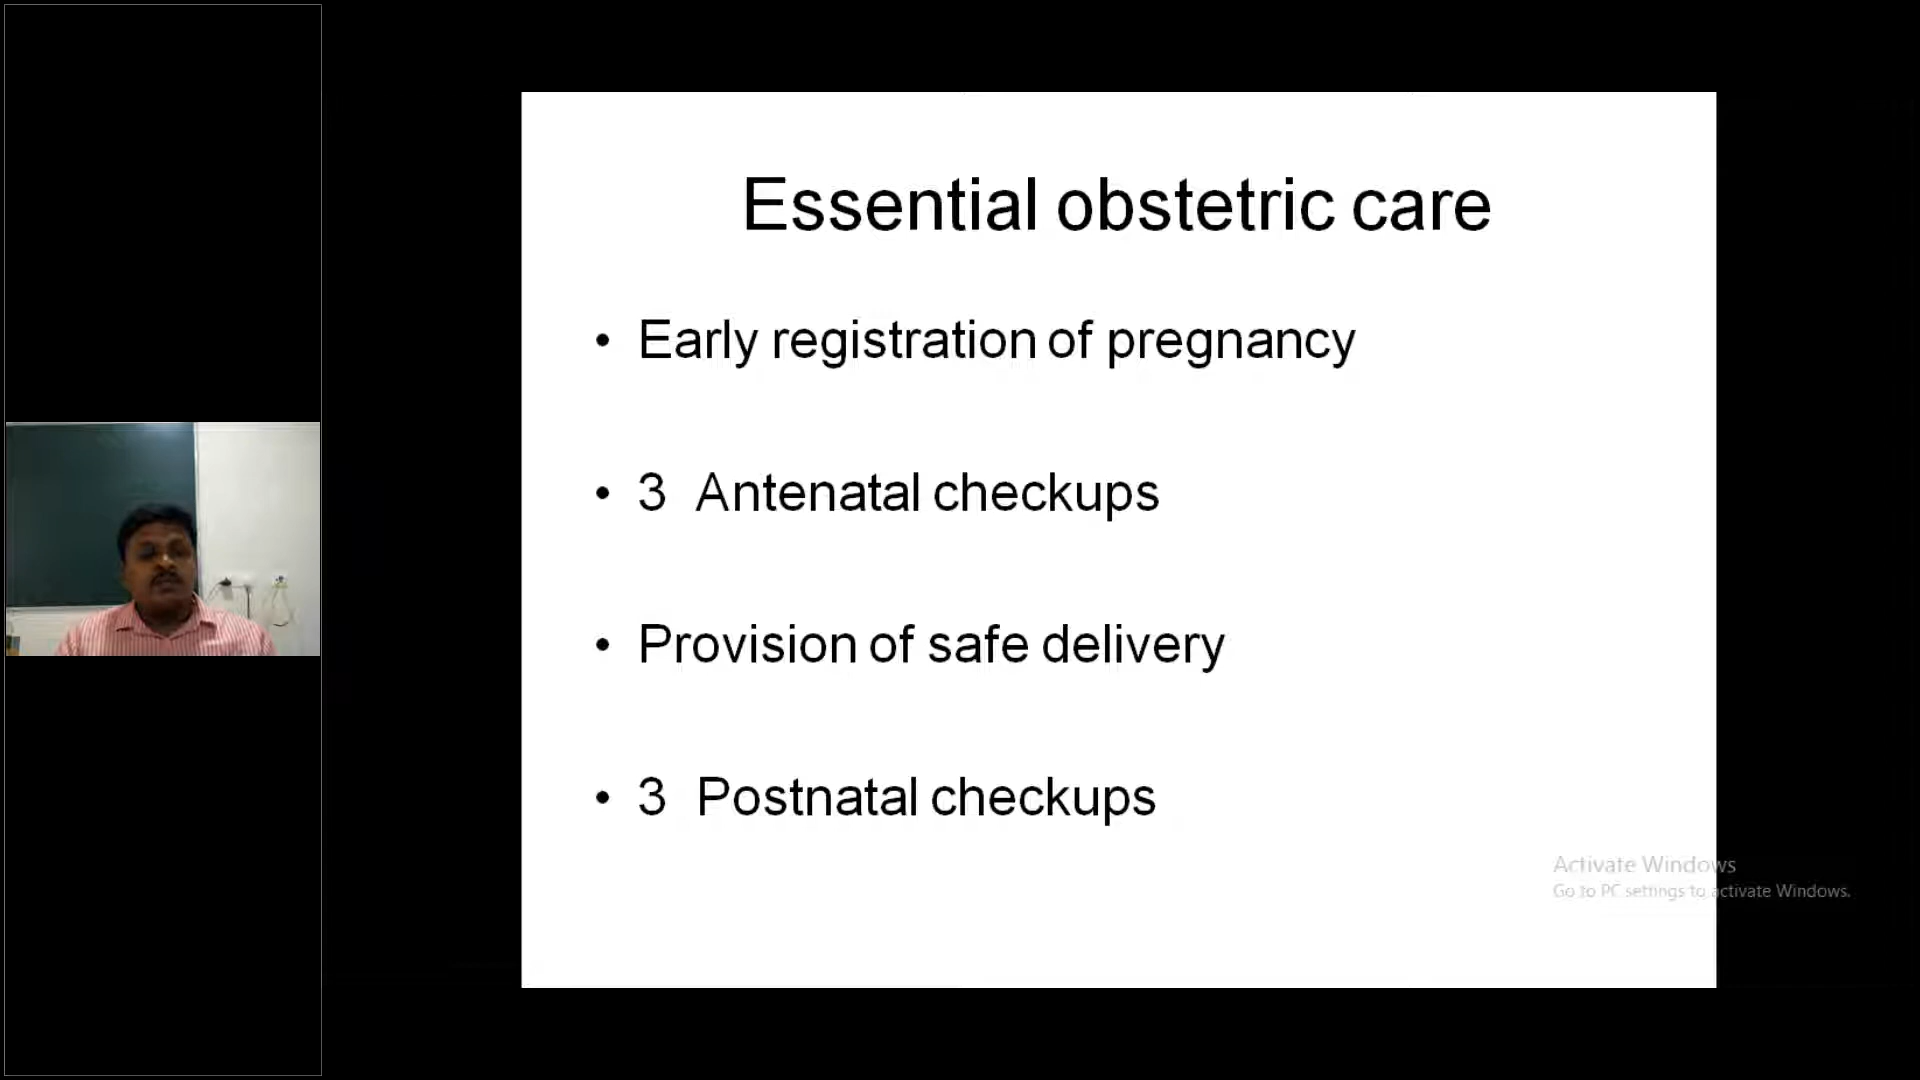 Essential obstetric care
• Early registration of pregnancy
• 3 Antenatal checkups
• Provision of safe delivery
• 3 Postnatal checkups
Activate Windows
Go to PC settings to activate Windows.